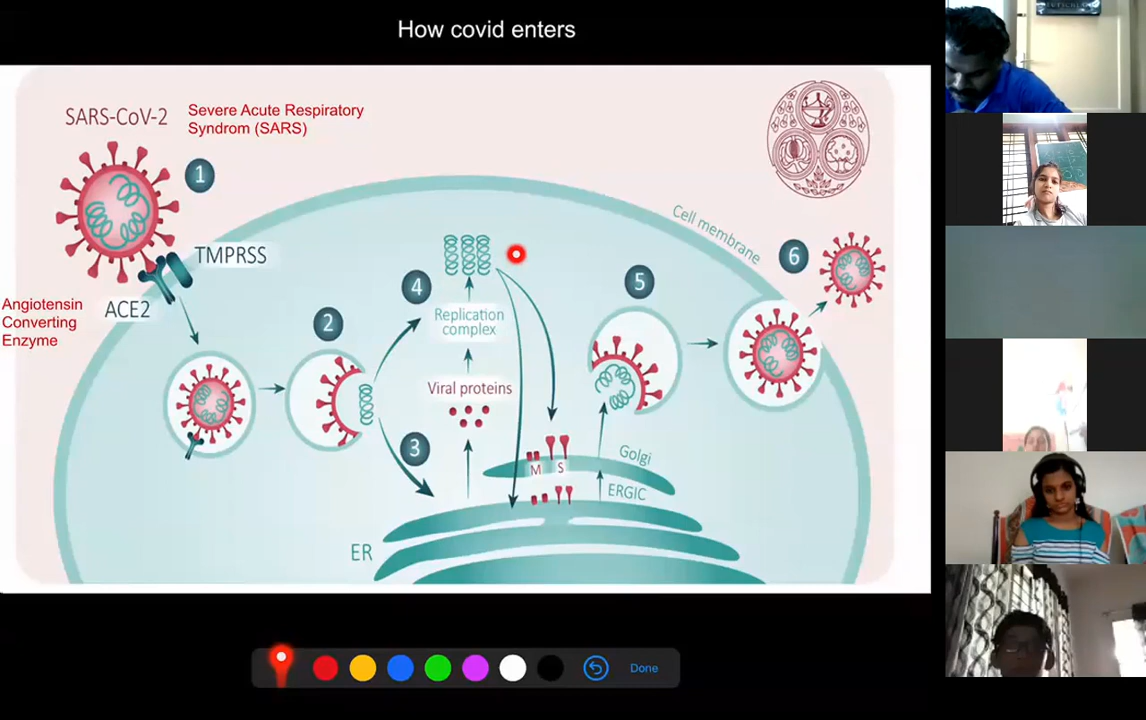 How covid enters
SARS-CoV-2
Severe Acute Respiratory
Syndrom (SARS)
1
TMPRSS
ACE2
Angiotensin
Converting
Enzyme
2
3
4
Replication
complex
Viral proteins
M
S
Golgi
ERGIC
ER
5
Cell membrane
6
Done